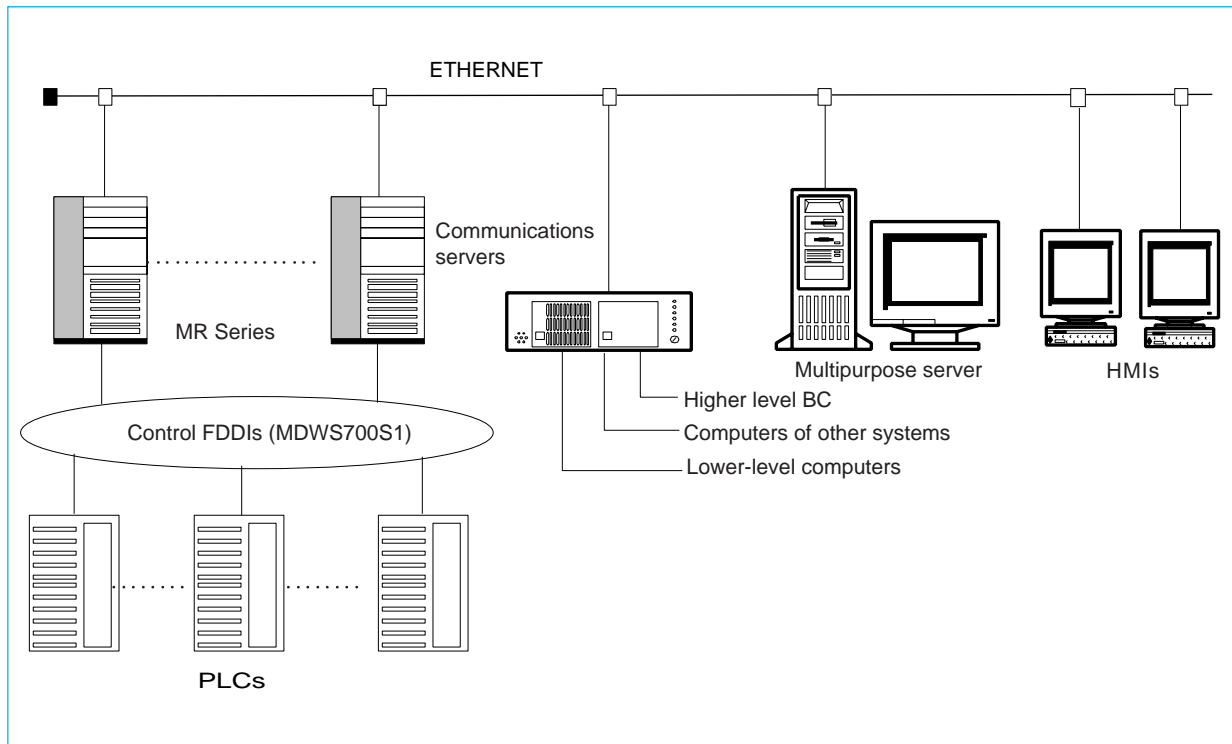 ETHERNET
Communications
servers
MR Series
Multipurpose server
HMIs
Higher level BC
Control FDDIs (MDWS700S1)
Computers of other systems
Lower-level computers
PLCs